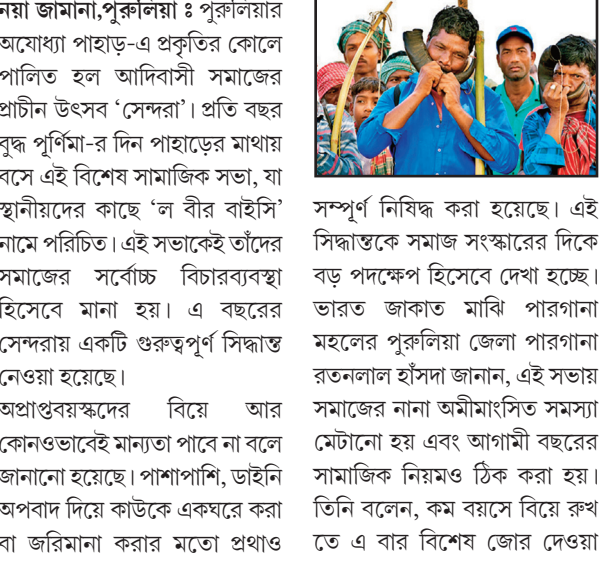 নয়া জামানা,পুরুলিয়া ঃ পুরুলিয়ার
অযোধ্যা পাহাড়-এ প্রকৃতির কোলে
পালিত হল আদিবাসী সমাজের
প্রাচীন উৎসব ‘সেন্দরা’। প্রতি বছর
বুদ্ধ পূর্ণিমা-র দিন পাহাড়ের মাথায়
বসে এই বিশেষ সামাজিক সভা, যা
স্থানীয়দের কাছে ‘ল বীর বাইসি’
নামে পরিচিত। এই সভাকেই তাঁদের
সমাজের সর্বোচ্চ বিচারব্যবস্থা
হিসেবে মানা হয়। এ বছরের
সেন্দরায় একটি গুরুত্বপূর্ণ সিদ্ধান্ত
নেওয়া হয়েছে।
অপ্রাপ্তবয়স্কদের বিয়ে আর
কোনওভাবেই মান্যতা পাবে না বলে
জানানো হয়েছে। পাশাপাশি, ডাইনি
অপবাদ দিয়ে কাউকে একঘরে করা
বা জরিমানা করার মতো প্রথাও
সম্পূর্ণ নিষিদ্ধ করা হয়েছে। এই
সিদ্ধান্তকে সমাজ সংস্কারের দিকে
বড় পদক্ষেপ হিসেবে দেখা হচ্ছে।
ভারত জাকাত মাঝি পারগানা
মহলের পুরুলিয়া জেলা পারগানা
রতনলাল হাঁসদা জানান, এই সভায়
সমাজের নানা অমীমাংসিত সমস্যা
মেটানো হয় এবং আগামী বছরের
সামাজিক নিয়মও ঠিক করা হয়।
তিনি বলেন, কম বয়সে বিয়ে রুখ
তে এ বার বিশেষ জোর দেওয়া